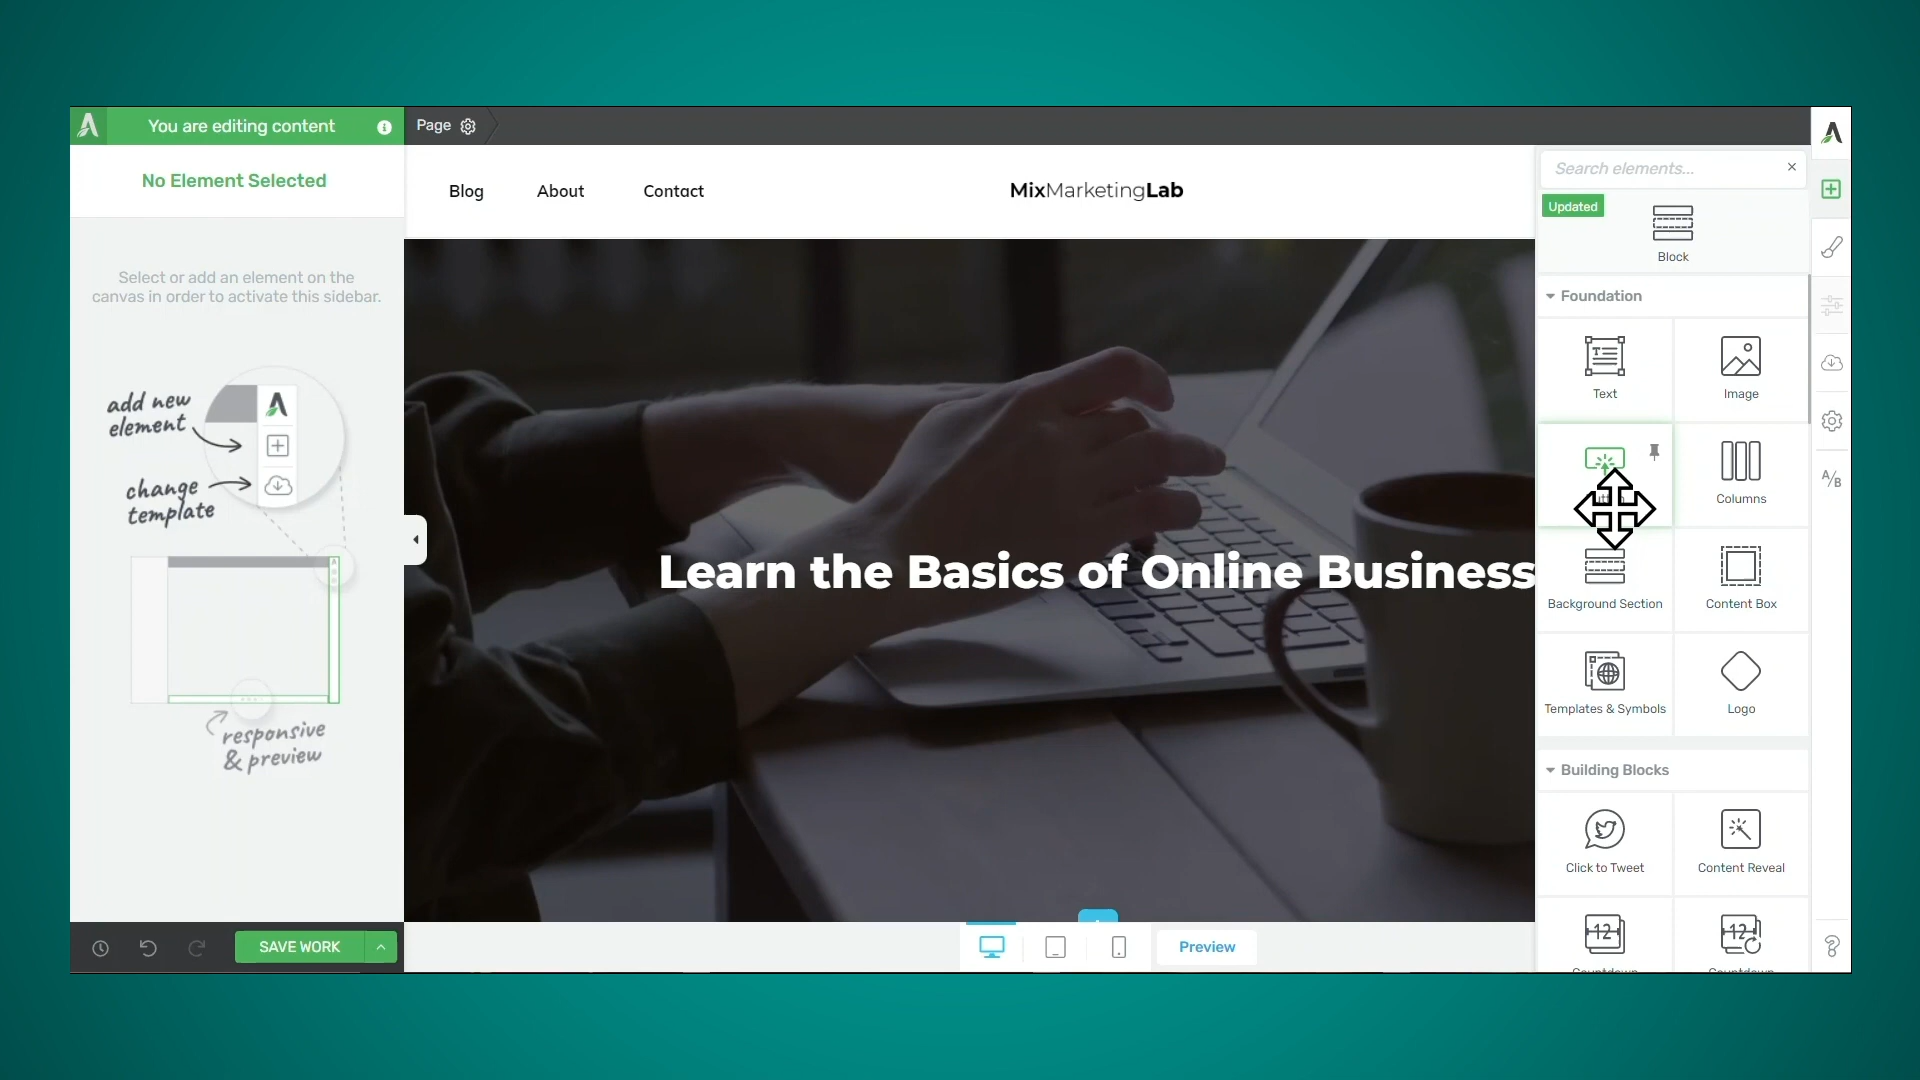 You are editing content
Page
No Element Selected
Select or add an element on the
canvas in order to activate this sidebar.
add new
element
change
template
responsive
& preview
SAVE WORK
Blog
About
Contact
MixMarketingLab
Learn the Basics of Online Business
Preview
Search elements...
Updated
Block
Foundation
Text
Image
Columns
Background Section
Content Box
Templates & Symbols
Logo
Building Blocks
Click to Tweet
Content Reveal
12
12
Countdown
Countdown
A/B